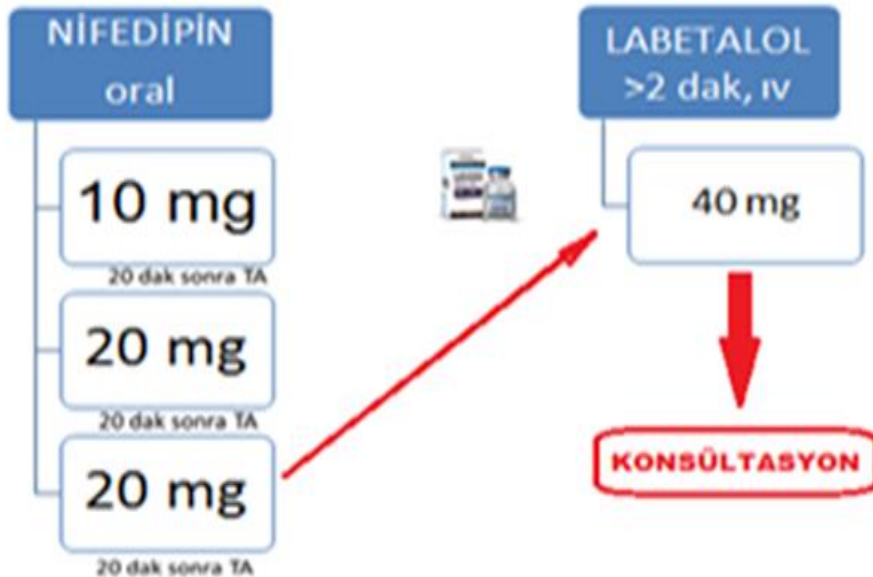 NİFEDİPİN
oral
10 mg
20 dak sonra TA
20 mg
20 dak sonra TA
20 mg
20 dak sonra TA
LABETALOL
>2 dak, ıv
40 mg
KONSÜLTASYON